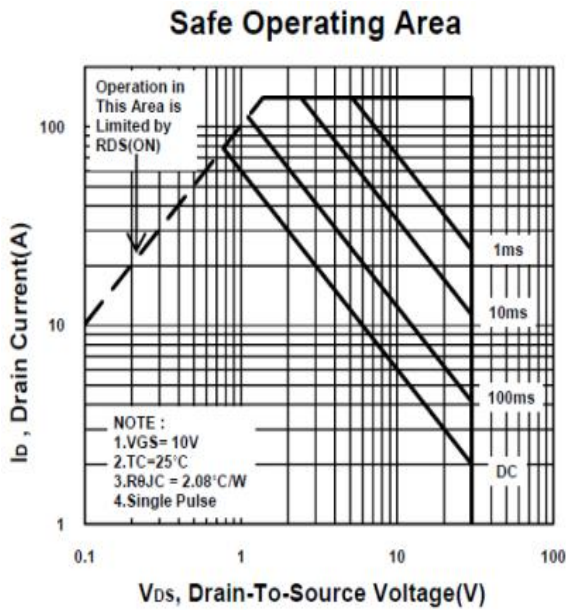 Safe Operating Area
Operation in
This Area is
Limited by
RDS(ON)
100
10
1
ID , Drain Current(A)
1ms
10ms
100ms
DC
NOTE :
1.VGS= 10V
2.TC=25°C
3.RθJC = 2.08°C/W
4.Single Pulse
0.1
1
10
100
VDS, Drain-To-Source Voltage(V)